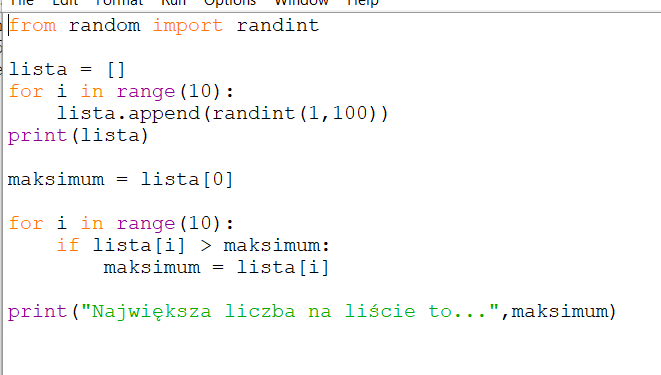 File Edit Format Run Options Window Help
from random import randint
lista = []
for i in range(10):
    lista.append(randint(1,100))
print(lista)
maksimum = lista[0]
for i in range(10):
    if lista[i] > maksimum:
        maksimum = lista[i]
print("Największa liczba na liście to...",maksimum)